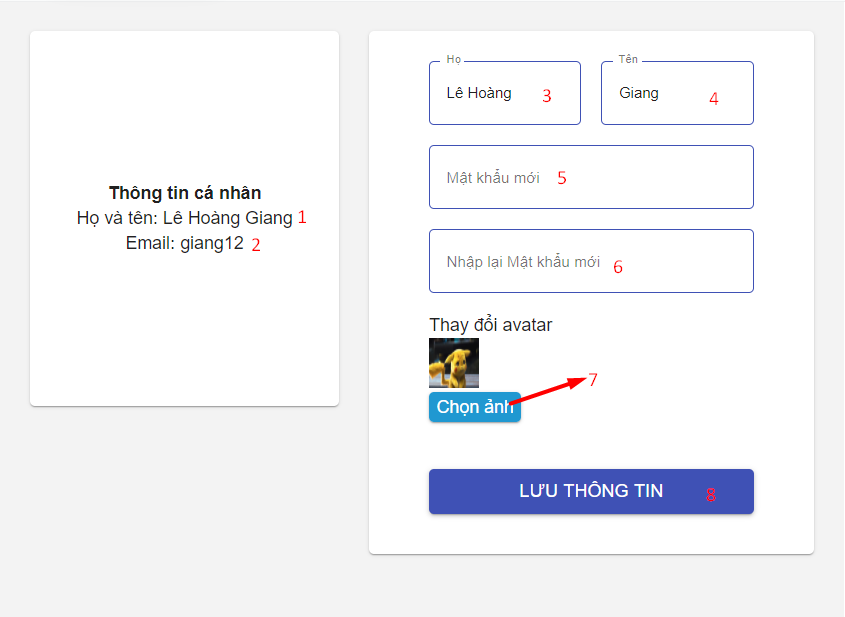 Thông tin cá nhân
Họ và tên: Lê Hoàng Giang 1
Email: giang12 2
Họ
Lê Hoàng 3
Tên
Giang 4
Mật khẩu mới 5
Nhập lại Mật khẩu mới 6
Thay đổi avatar
7
Chọn ảnh
LƯU THÔNG TIN 8